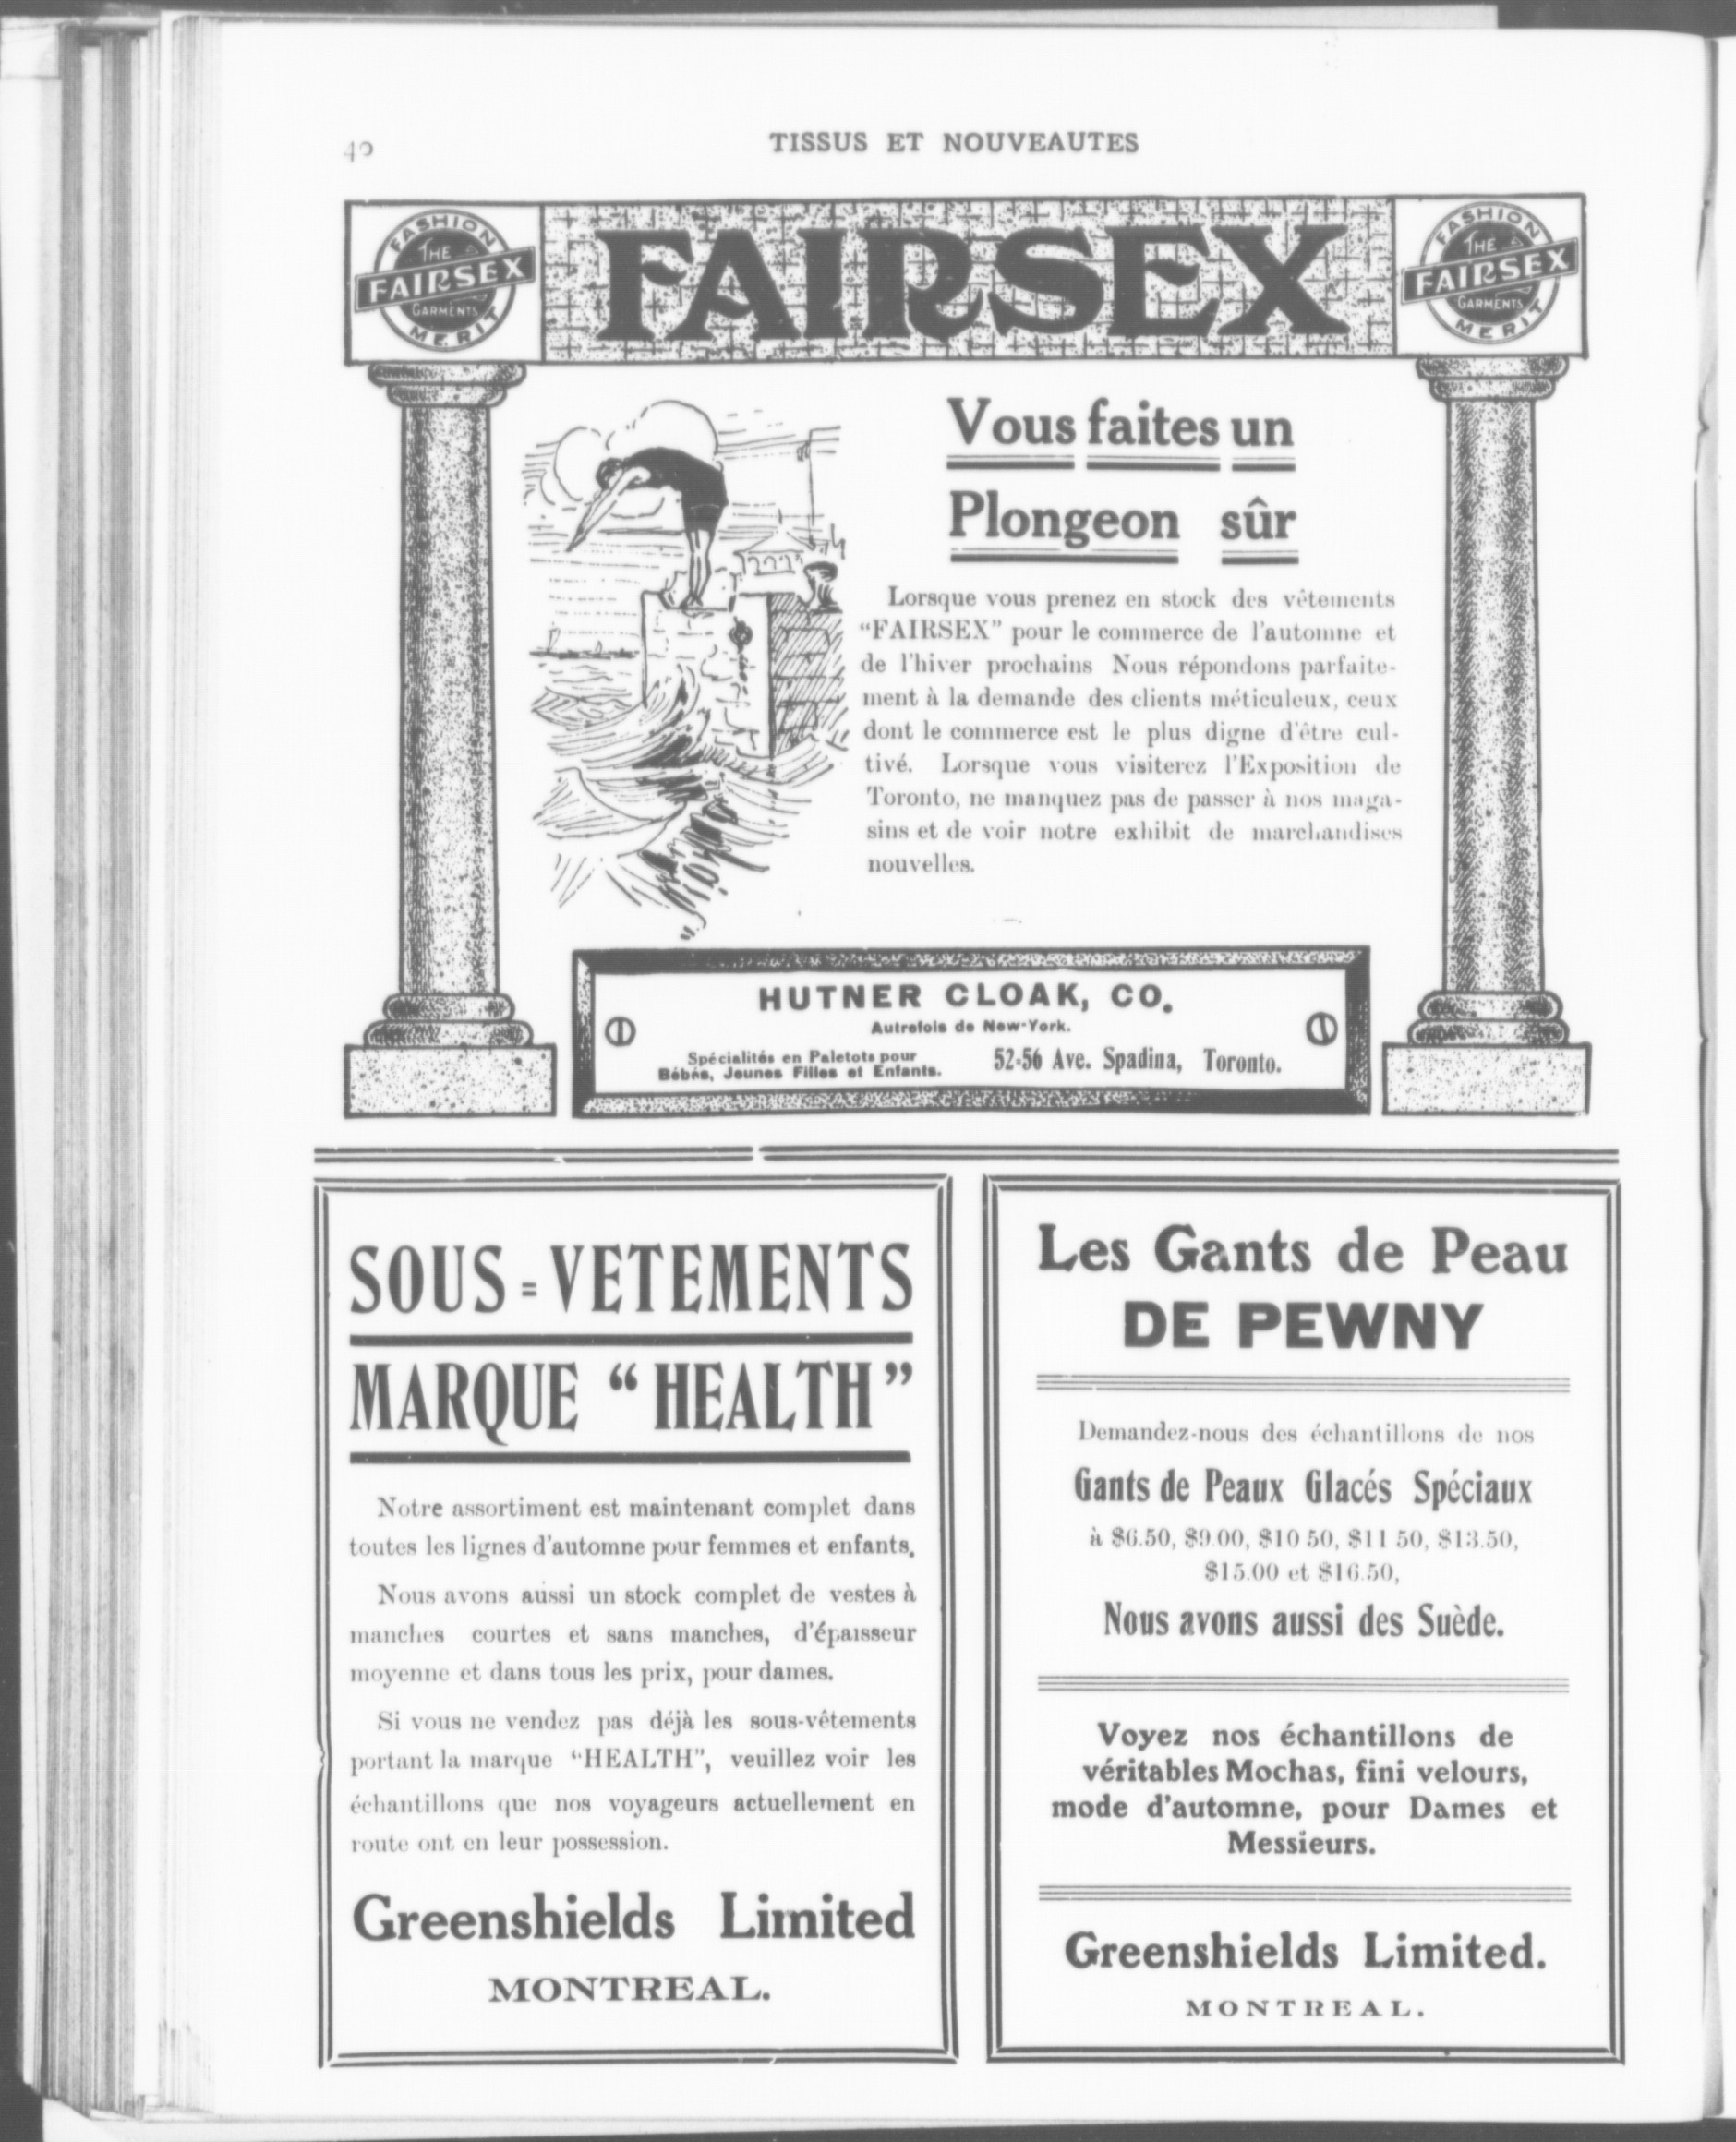 40
TISSUS ET NOUVEAUTES
FASHION
THE
FAIRSEX
GARMENTS
MERIT
FAIRSEX
FASHION
THE
FAIRSEX
GARMENTS
MERIT
Vous faites un
Plongeon sûr
Lorsque vous prenez en stock des vêtements
“FAIRSEX” pour le commerce de l'automne et
de l'hiver prochains Nous répondons parfaite-
ment à la demande des clients méticuleux, ceux
dont le commerce est le plus digne d'être cul-
tivé. Lorsque vous visiterez l'Exposition de
Toronto, ne manquez pas de passer à nos maga-
sins et de voir notre exhibit de marchandises
nouvelles.
HUTNER CLOAK, CO.
Autrefois de New-York.
Spécialités en Paletots pour
Bébés, Jeunes Filles et Enfants.
52-56 Ave. Spadina, Toronto.
SOUS=VETEMENTS
MARQUE “HEALTH”
Notre assortiment est maintenant complet dans
toutes les lignes d'automne pour femmes et enfants.
Nous avons aussi un stock complet de vestes à
manches courtes et sans manches, d'épaisseur
moyenne et dans tous les prix, pour dames.
Si vous ne vendez pas déjà les sous-vêtements
portant la marque “HEALTH”, veuillez voir les
échantillons que nos voyageurs actuellement en
route ont en leur possession.
Greenshields Limited
MONTREAL.
Les Gants de Peau
DE PEWNY
Demandez-nous des échantillons de nos
Gants de Peaux Glacés Spéciaux
à $6.50, $9.00, $10 50, $11 50, $13.50,
$15.00 et $16.50,
Nous avons aussi des Suède.
Voyez nos échantillons de
véritables Mochas, fini velours,
mode d'automne, pour Dames et
Messieurs.
Greenshields Limited.
MONTREAL.